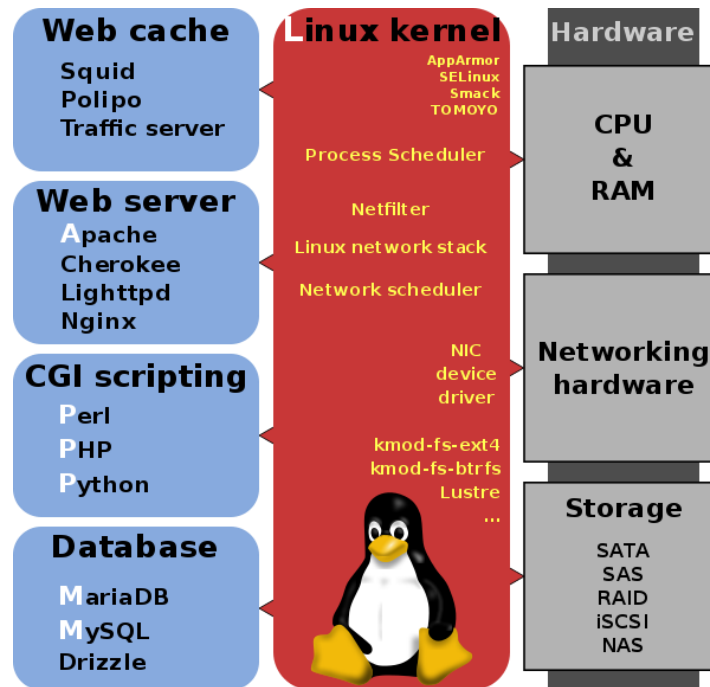 Web cache
Squid
Polipo
Traffic server
Web server
Apache
Cherokee
Lighttpd
Nginx
CGI scripting
Perl
PHP
Python
Database
MariaDB
MySQL
Drizzle
Linux kernel
AppArmor
SELinux
Smack
TOMOYO
Process Scheduler
Netfilter
Linux network stack
Network scheduler
NIC
device
driver
kmod-fs-ext4
kmod-fs-btrfs
Lustre
...
Hardware
CPU
&
RAM
Networking
hardware
Storage
SATA
SAS
RAID
iSCSI
NAS